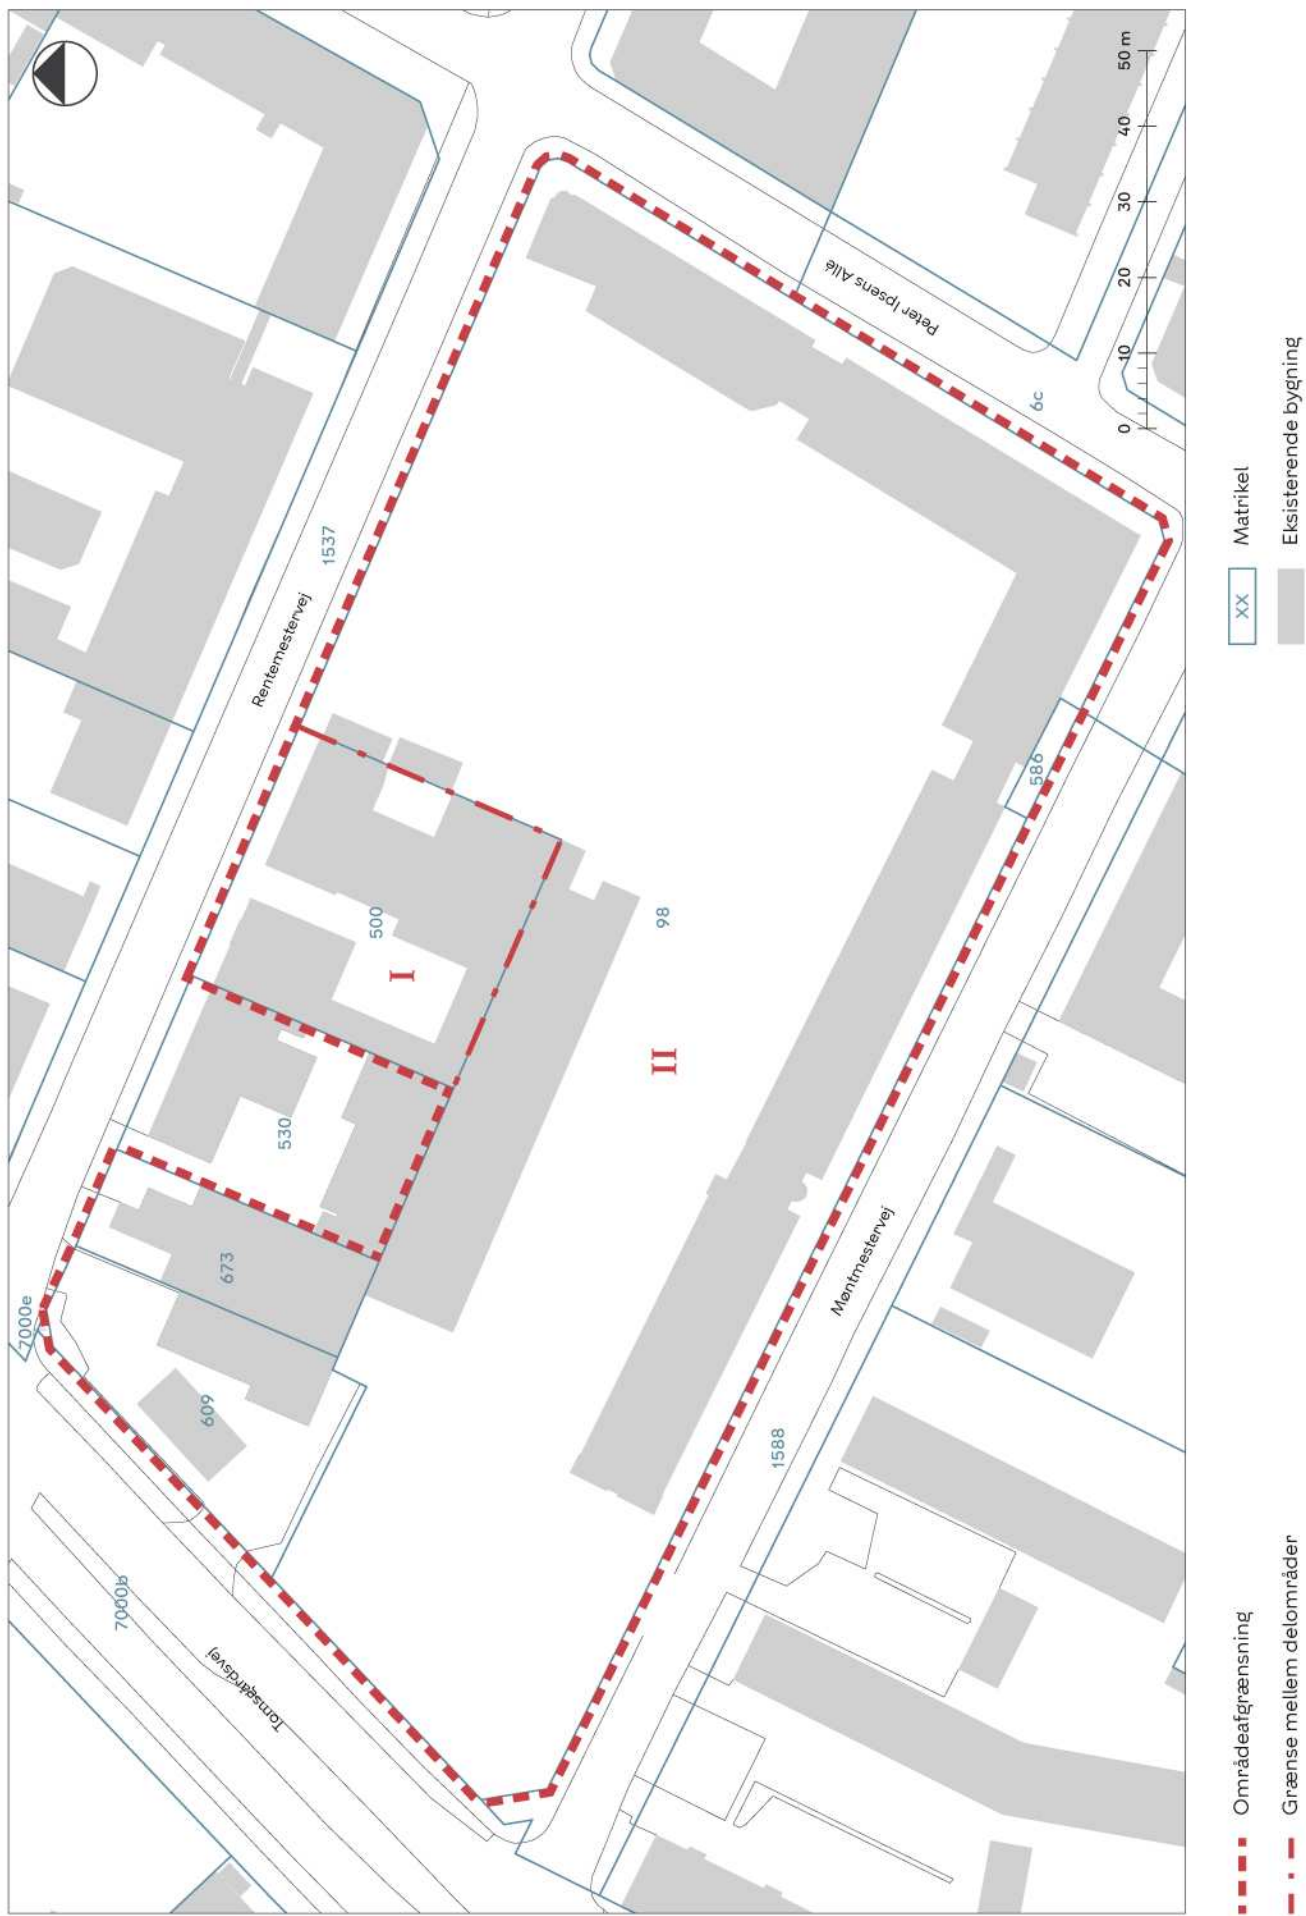 7000e
7000b
Tomsgårdsvej
609
673
530
500
I
II
98
Rentemestervej
1537
Peter Ipsens Allé
6c
586
Møntmestervej
1588
0 10 20 30 40 50 m
Områdeafgrænsning
Grænse mellem delområder
XX Matrikel
Eksisterende bygning